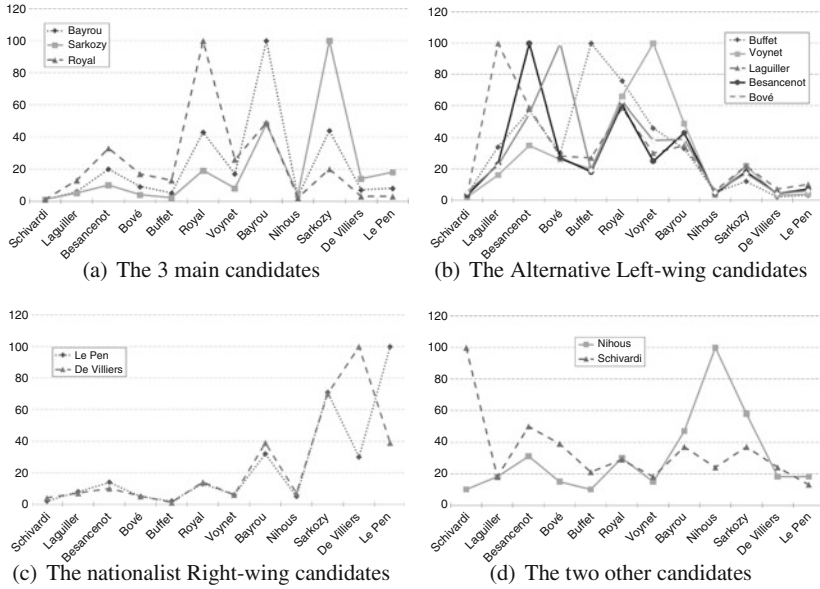 120
100
80
60
40
20
0
Bayrou
Sarkozy
Royal
Schivardi
Laguiller
Besancenot
Bové
Buffet
Royal
Voynet
Bayrou
Nihous
Sarkozy
De Villiers
Le Pen
(a) The 3 main candidates
120
100
80
60
40
20
0
Buffet
Voynet
Laguiller
Besancenot
Bové
Schivardi
Laguiller
Besancenot
Bové
Buffet
Royal
Voynet
Bayrou
Nihous
Sarkozy
De Villiers
Le Pen
(b) The Alternative Left-wing candidates
120
100
80
60
40
20
0
Le Pen
De Villiers
Schivardi
Laguiller
Besancenot
Bové
Buffet
Royal
Voynet
Bayrou
Nihous
Sarkozy
De Villiers
Le Pen
(c) The nationalist Right-wing candidates
120
100
80
60
40
20
0
Nihous
Schivardi
Schivardi
Laguiller
Besancenot
Bové
Buffet
Royal
Voynet
Bayrou
Nihous
Sarkozy
De Villiers
Le Pen
(d) The two other candidates